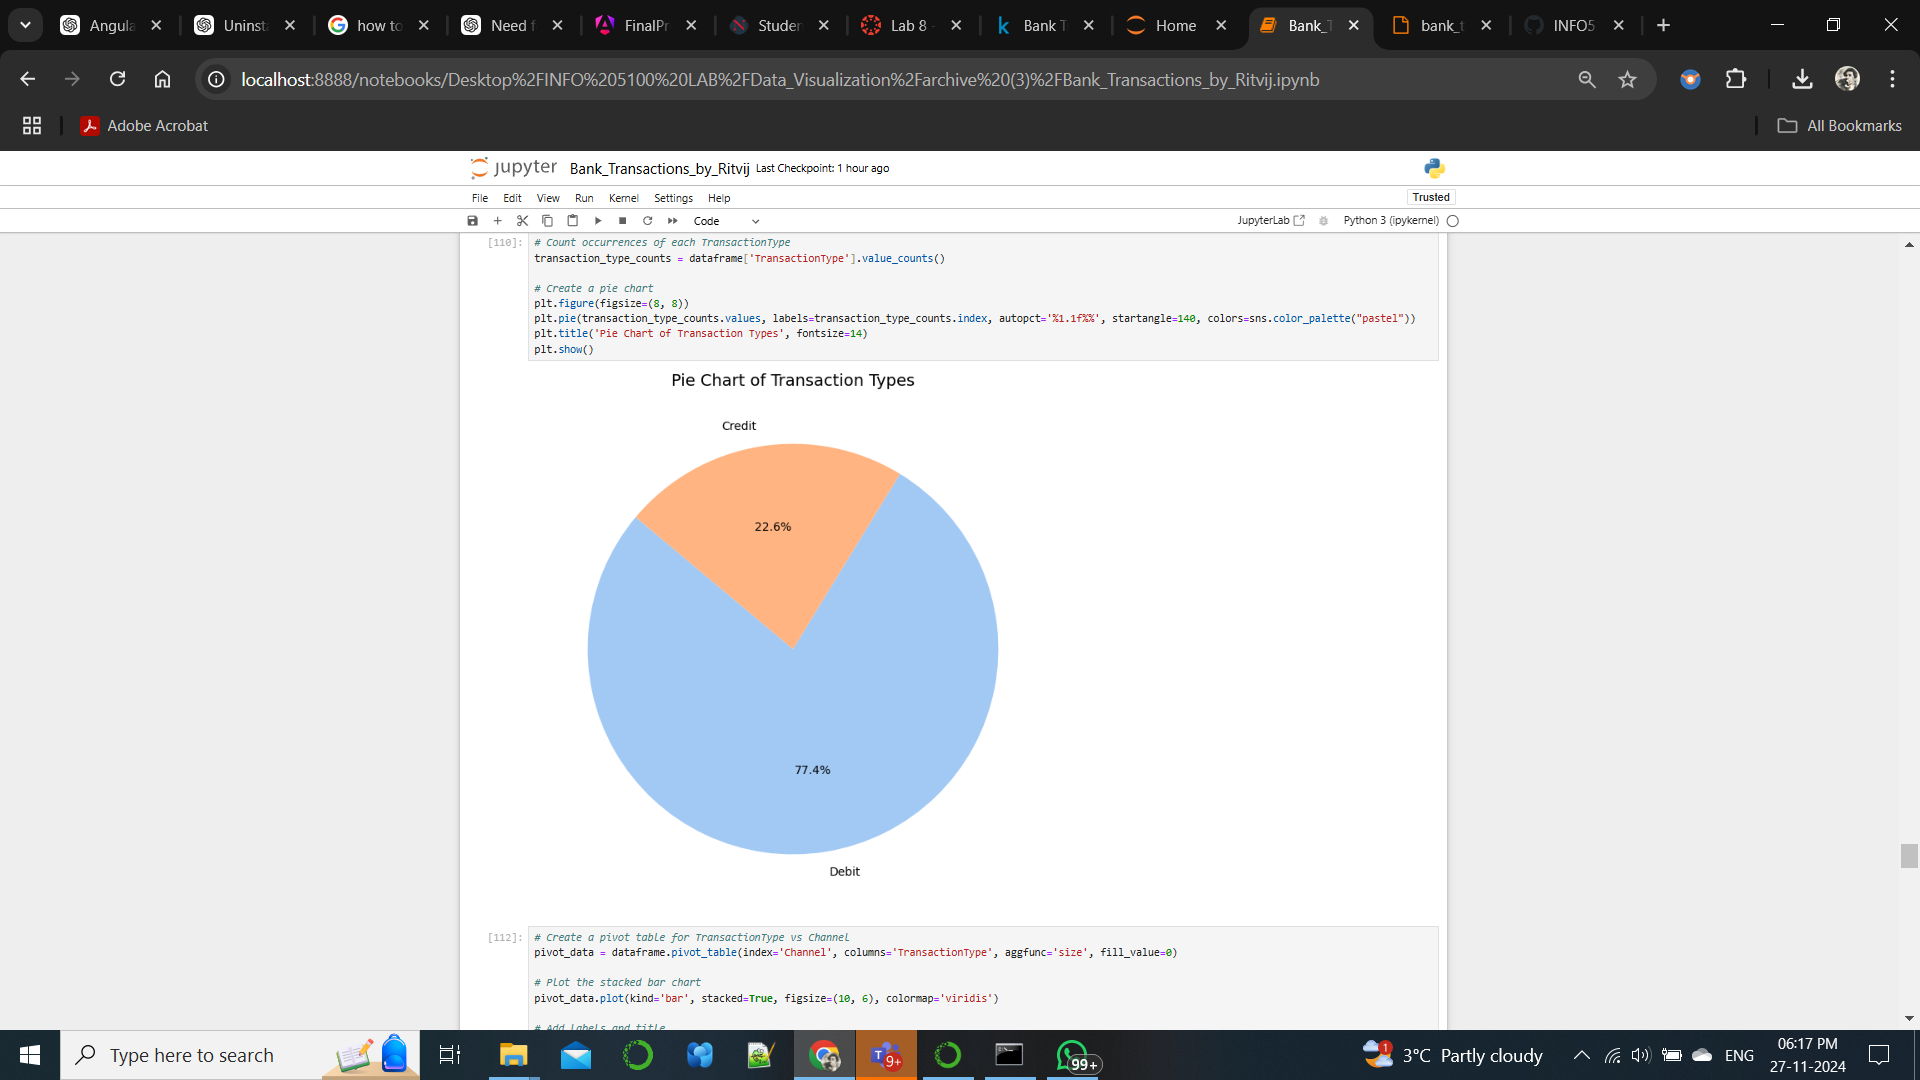 Angula
Uninsta
how to
Need f
FinalPr
Studen
Lab 8 -
Bank T
Home
Bank_T
bank_t
INFO5
localhost:8888/notebooks/Desktop%2FINFO%205100%20LAB%2FData_Visualization%2Farchive%20(3)%2FBank_Transactions_by_Ritvij.ipynb
Adobe Acrobat
All Bookmarks
jupyter Bank_Transactions_by_Ritvij Last Checkpoint: 1 hour ago
File Edit View Run Kernel Settings Help
Trusted
Code
JupyterLab
Python 3 (ipykernel)
[110]:
# Count occurrences of each TransactionType
transaction_type_counts = dataframe['TransactionType'].value_counts()
# Create a pie chart
plt.figure(figsize=(8, 8))
plt.pie(transaction_type_counts.values, labels=transaction_type_counts.index, autopct='%1.1f%%', startangle=140, colors=sns.color_palette("pastel"))
plt.title('Pie Chart of Transaction Types', fontsize=14)
plt.show()
Pie Chart of Transaction Types
Credit
22.6%
77.4%
Debit
[112]:
# Create a pivot table for TransactionType vs Channel
pivot_data = dataframe.pivot_table(index='Channel', columns='TransactionType', aggfunc='size', fill_value=0)
# Plot the stacked bar chart
pivot_data.plot(kind='bar', stacked=True, figsize=(10, 6), colormap='viridis')
# Add labels and title
Type here to search
9+
99+
1
3°C Partly cloudy
ENG
06:17 PM
27-11-2024